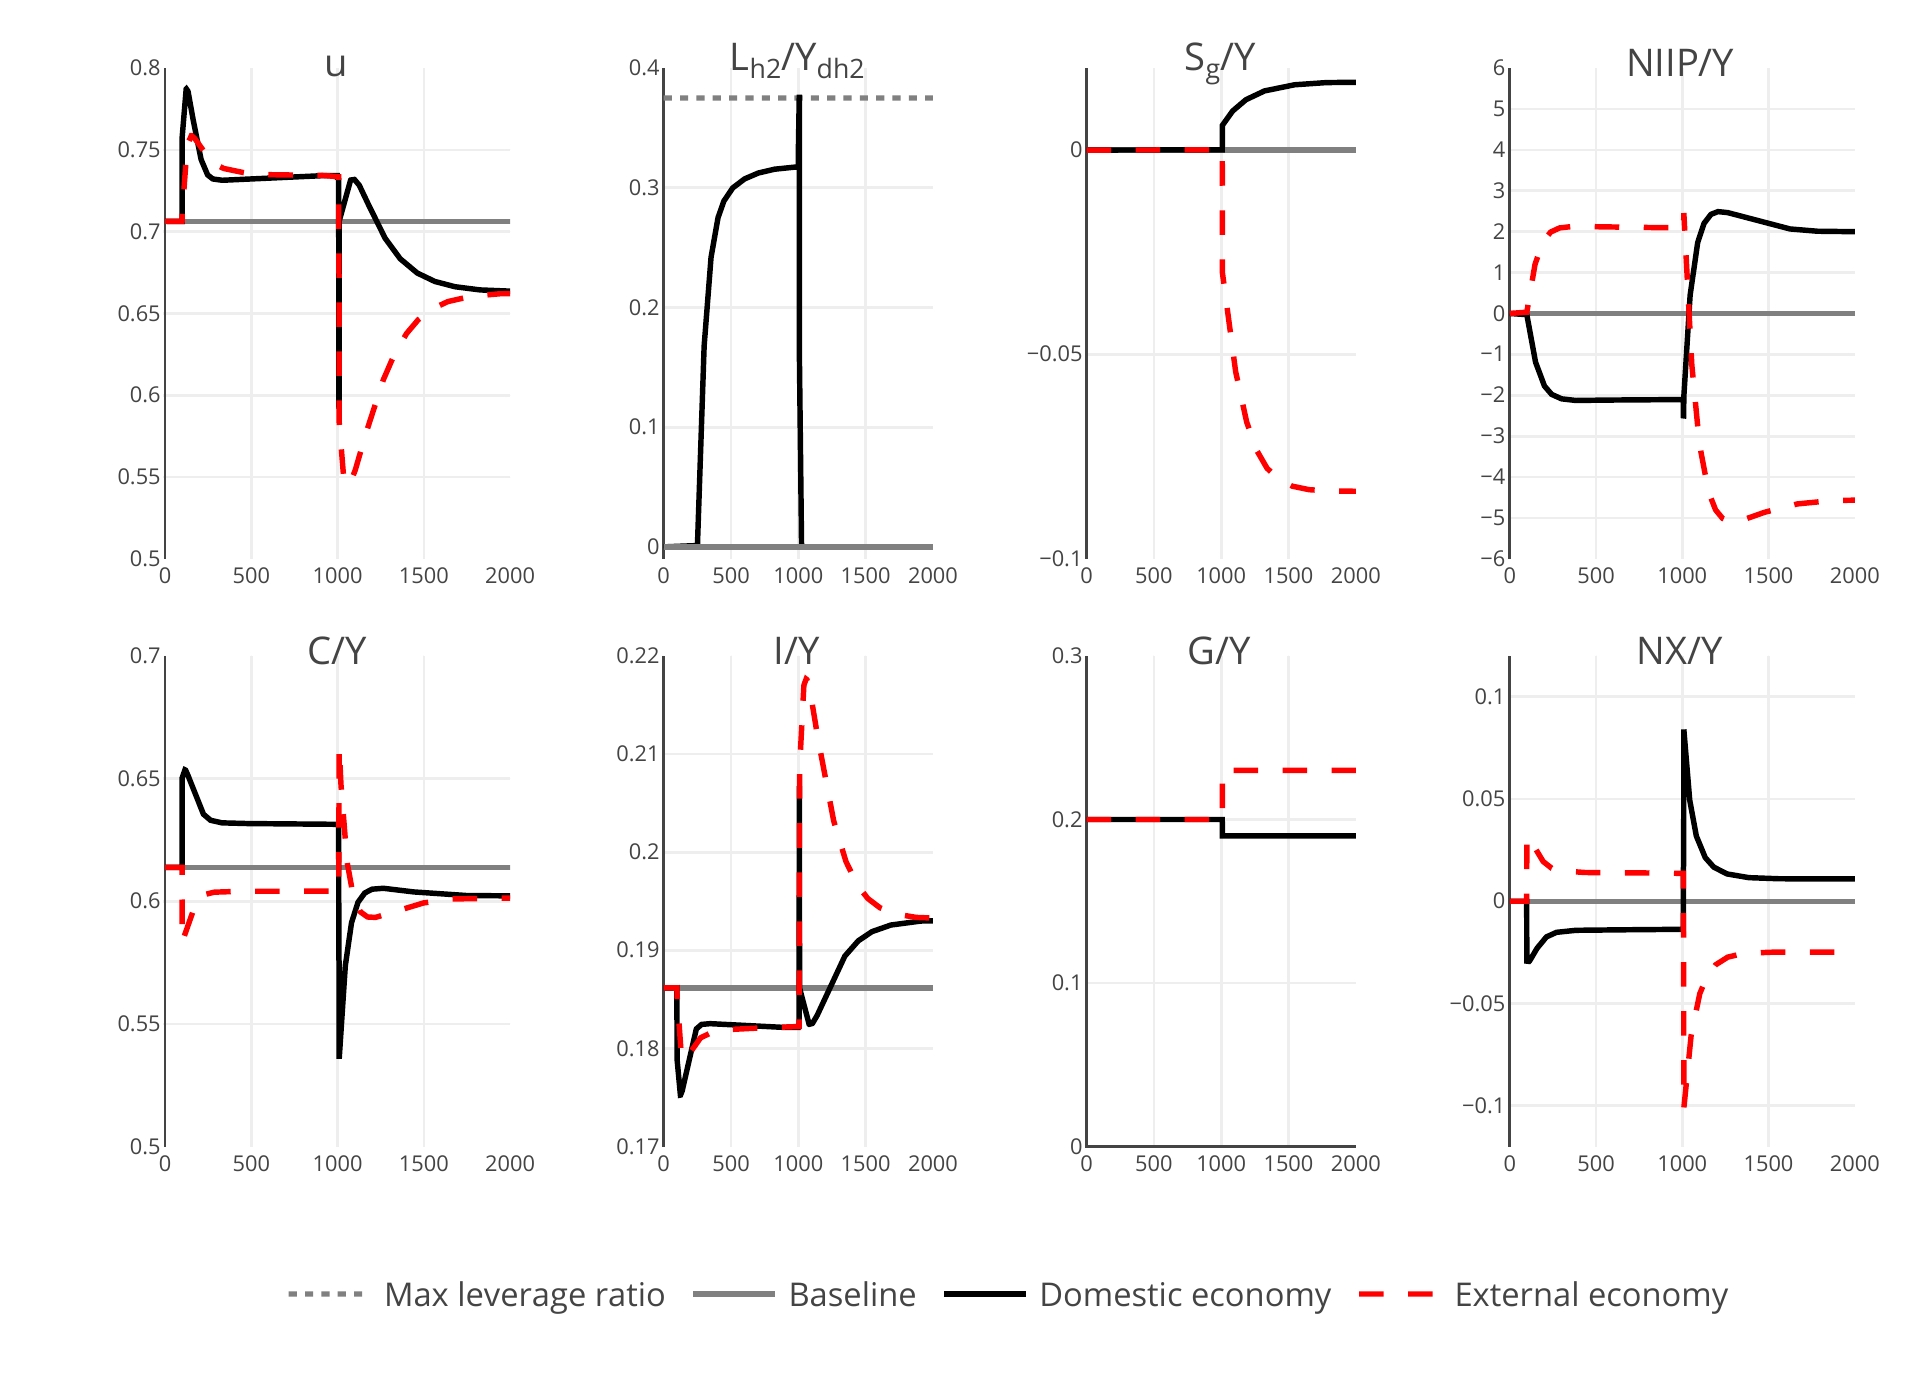 u
0.8
0.75
0.7
0.65
0.6
0.55
0.5
0 500 1000 1500 2000
Lh2/Ydh2
0.4
0.3
0.2
0.1
0
0 500 1000 1500 2000
Sg/Y
0
−0.05
−0.1
0 500 1000 1500 2000
NIIP/Y
6
5
4
3
2
1
0
−1
−2
−3
−4
−5
−6
0 500 1000 1500 2000
C/Y
0.7
0.65
0.6
0.55
0.5
0 500 1000 1500 2000
I/Y
0.22
0.21
0.2
0.19
0.18
0.17
0 500 1000 1500 2000
G/Y
0.3
0.2
0.1
0
0 500 1000 1500 2000
NX/Y
0.1
0.05
0
−0.05
−0.1
0 500 1000 1500 2000
Max leverage ratio Baseline Domestic economy External economy